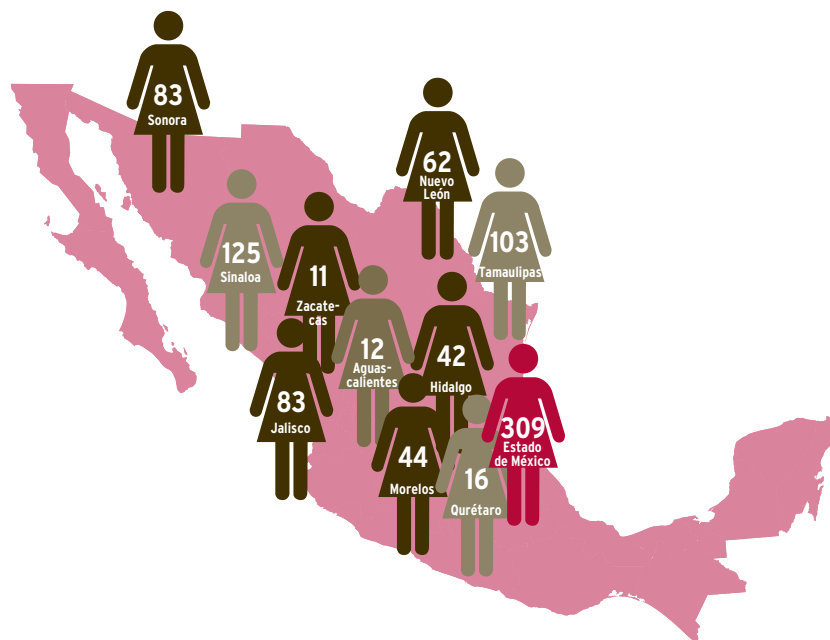 83
Sonora
62
Nuevo
León
103
Tamaulipas
125
Sinaloa
11
Zacate-
cas
12
Aguas-
calientes
42
Hidalgo
83
Jalisco
309
Estado
de México
44
Morelos
16
Qurétaro